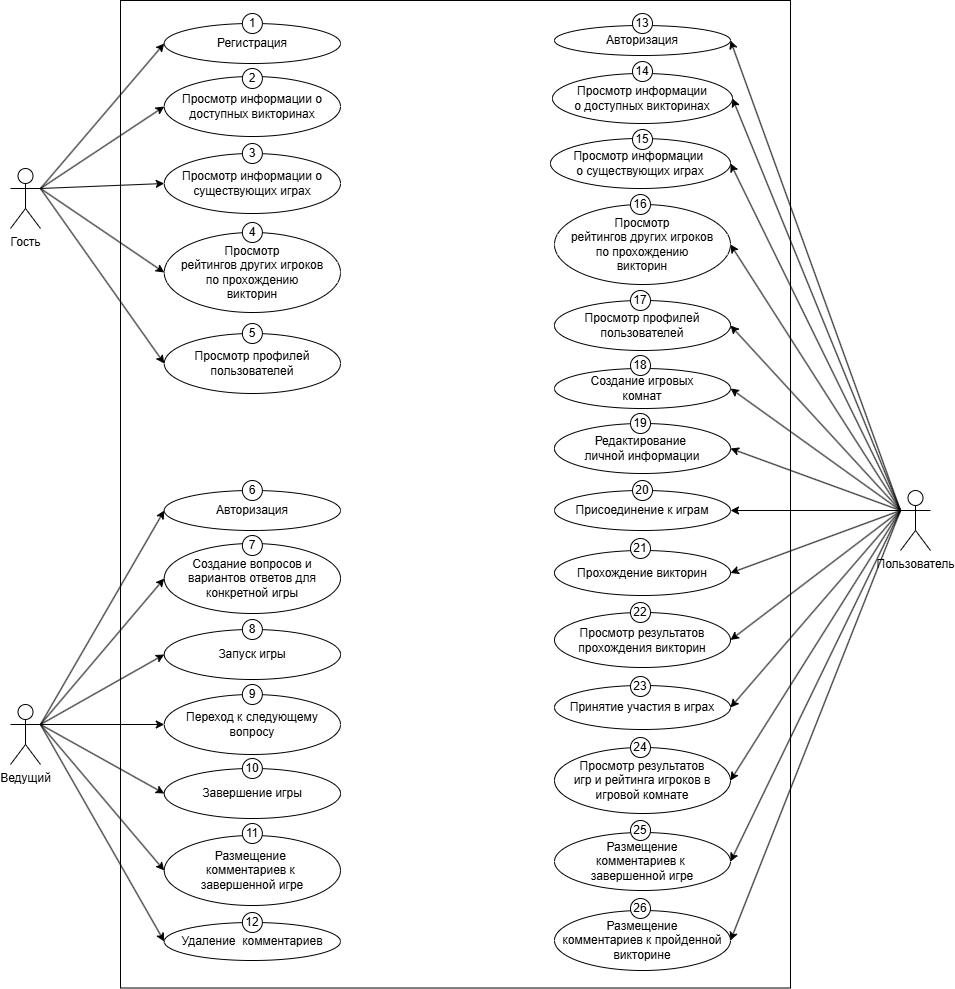 1
Регистрация
2
Просмотр информации о
доступных викторинах
3
Просмотр информации о
существующих играх
4
Просмотр
рейтингов других игроков
по прохождению
викторин
5
Просмотр профилей
пользователей
Гость
6
Авторизация
7
Создание вопросов и
вариантов ответов для
конкретной игры
8
Запуск игры
9
Переход к следующему
вопросу
10
Завершение игры
11
Размещение
комментариев к
завершенной игре
12
Удаление комментариев
Ведущий
13
Авторизация
14
Просмотр информации
о доступных викторинах
15
Просмотр информации
о существующих играх
16
Просмотр
рейтингов других игроков
по прохождению
викторин
17
Просмотр профилей
пользователей
18
Создание игровых
комнат
19
Редактирование
личной информации
20
Присоединение к играм
21
Прохождение викторин
22
Просмотр результатов
прохождения викторин
23
Принятие участия в играх
24
Просмотр результатов
игр и рейтинга игроков в
игровой комнате
25
Размещение
комментариев к
завершенной игре
26
Размещение
комментариев к пройденной
викторине
Пользователь